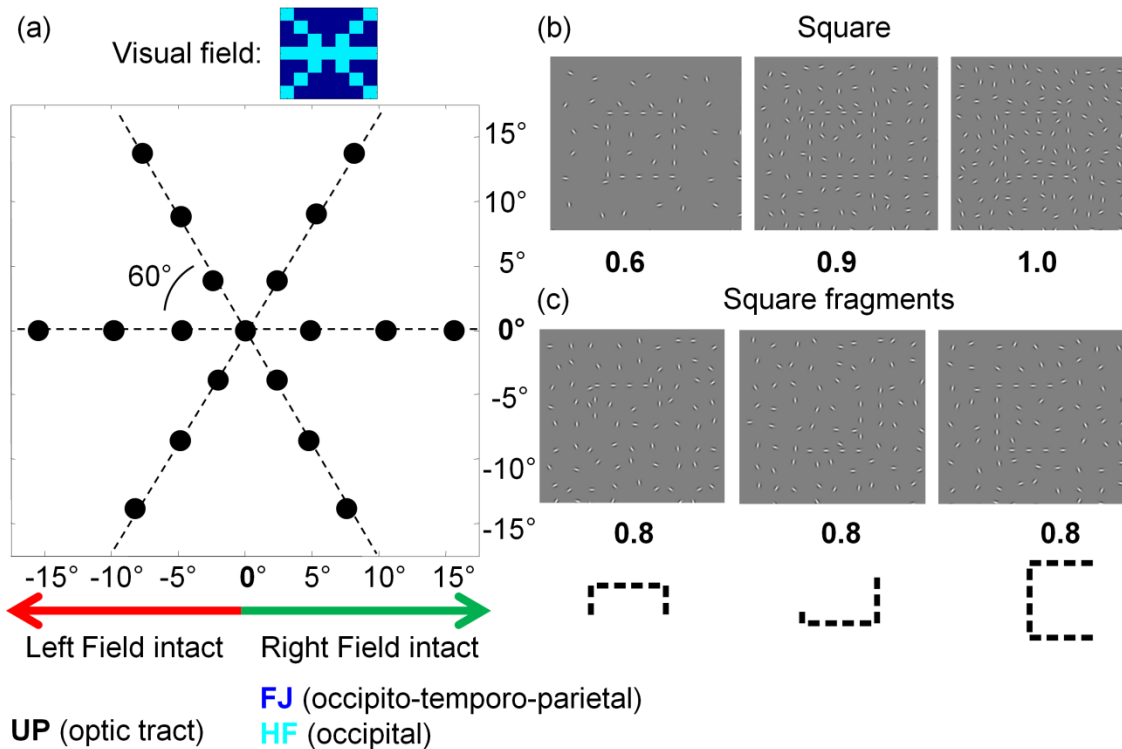 (a)
Visual field:
15°
10°
5°
60°
0°
-5°
-10°
-15°
-15° -10° -5° 0° 5° 10° 15°
Left Field intact Right Field intact
FJ (occipito-temporo-parietal)
UP (optic tract) HF (occipital)
(b) Square
0.6 0.9 1.0
(c) Square fragments
0.8 0.8 0.8